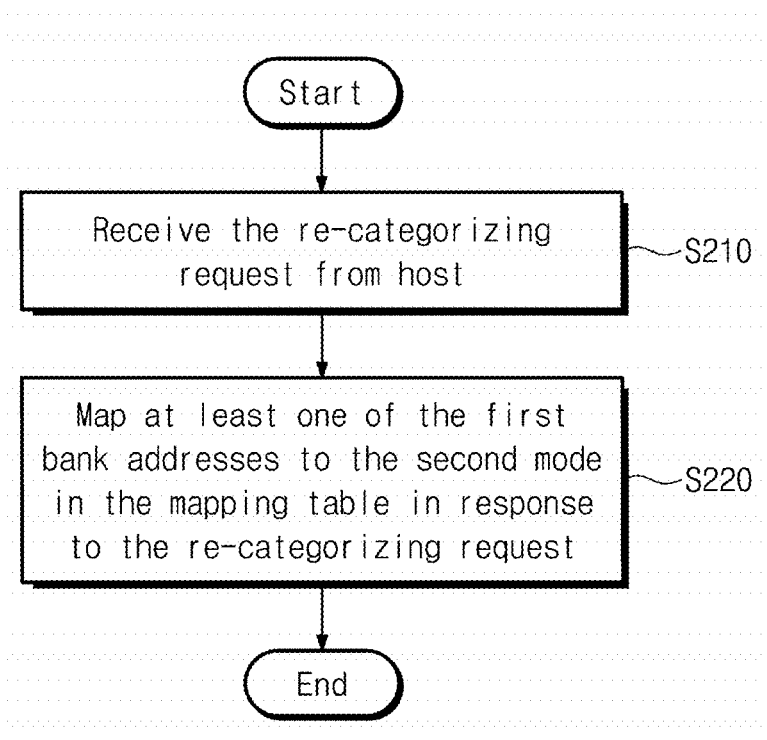 Start
Receive the re-categorizing
request from host
S210
Map at least one of the first
bank addresses to the second mode
in the mapping table in response
to the re-categorizing request
S220
End